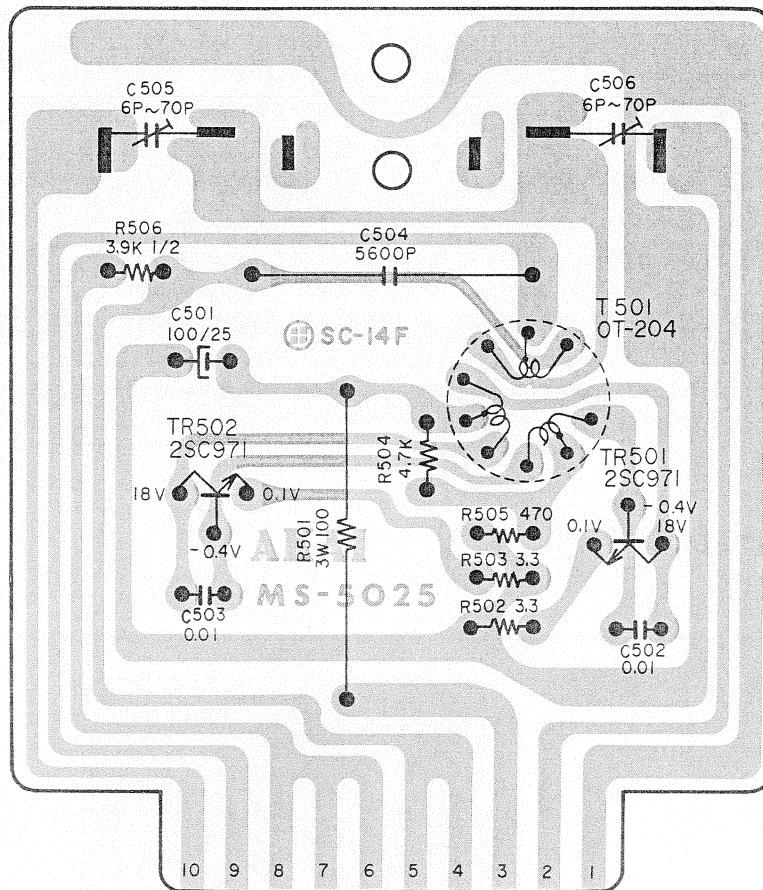 C505
6P~70P
C506
6P~70P
R506
3.9K 1/2
C504
5600P
C501
100/25
SC-14F
T501
OT-204
TR502
2SC971
R504
4.7K
TR501
2SC971
18V
0.1V
-0.4V
R501
3W100
R505 470
-0.4V
0.1V
18V
R503 3.3
MS-5025
R502 3.3
C503
0.01
C502
0.01
10 9 8 7 6 5 4 3 2 1